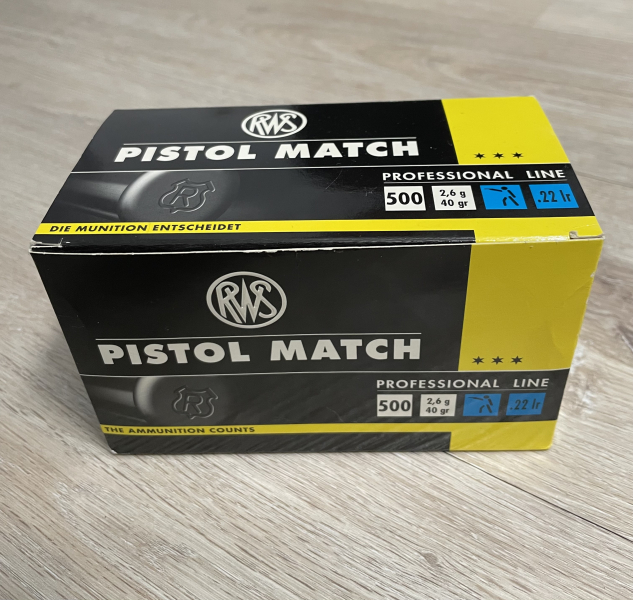 RWS
PISTOL MATCH
★ ★ ★
PROFESSIONAL LINE
500
2,6 g
40 gr
.22 lr
R
DIE MUNITION ENTSCHEIDET
RWS
PISTOL MATCH
★ ★ ★
PROFESSIONAL LINE
500
2,6 g
40 gr
.22 lr
RS
THE AMMUNITION COUNTS